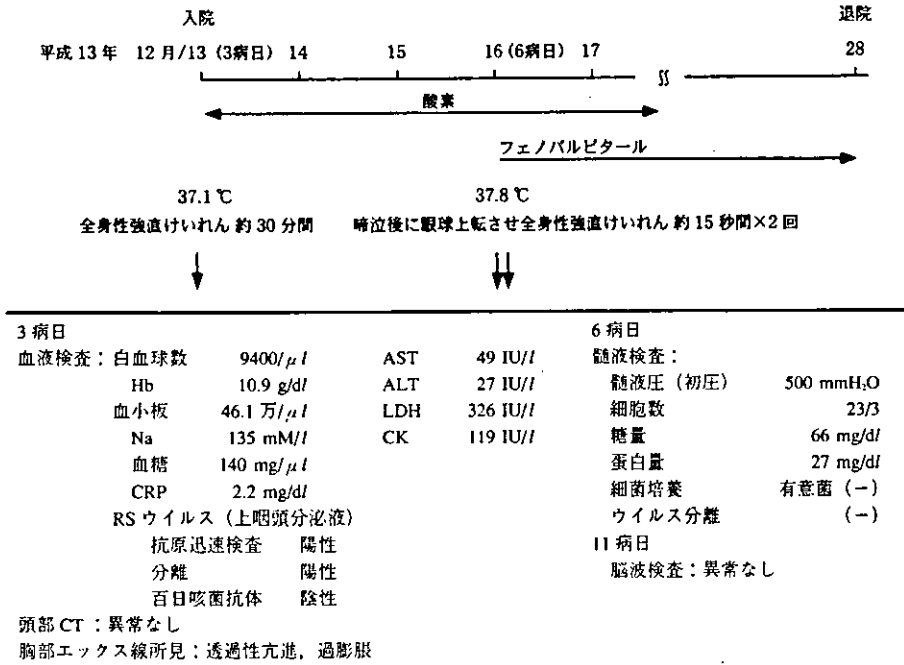 入院 退院
平成 13 年 12 月/13 (3病日) 14 15 16 (6病日) 17 28
酸素
フェノバルビタール
37.1 ℃ 37.8 ℃
全身性強直けいれん 約 30 分間 啼泣後に眼球上転させ全身性強直けいれん 約 15 秒間×2 回
3 病日
血液検査：白血球数 9400/μl AST 49 IU/l
Hb 10.9 g/dl ALT 27 IU/l
血小板 46.1 万/μl LDH 326 IU/l
Na 135 mM/l CK 119 IU/l
血糖 140 mg/μl
CRP 2.2 mg/dl
RS ウイルス（上咽頭分泌液）
抗原迅速検査 陽性
分離 陽性
百日咳菌抗体 陰性
頭部 CT：異常なし
胸部エックス線所見：透過性亢進，過膨脹
6 病日
髄液検査：
髄液圧（初圧） 500 mmH₂O
細胞数 23/3
糖量 66 mg/dl
蛋白量 27 mg/dl
細菌培養 有意菌（−）
ウイルス分離 （−）
11 病日
脳波検査：異常なし